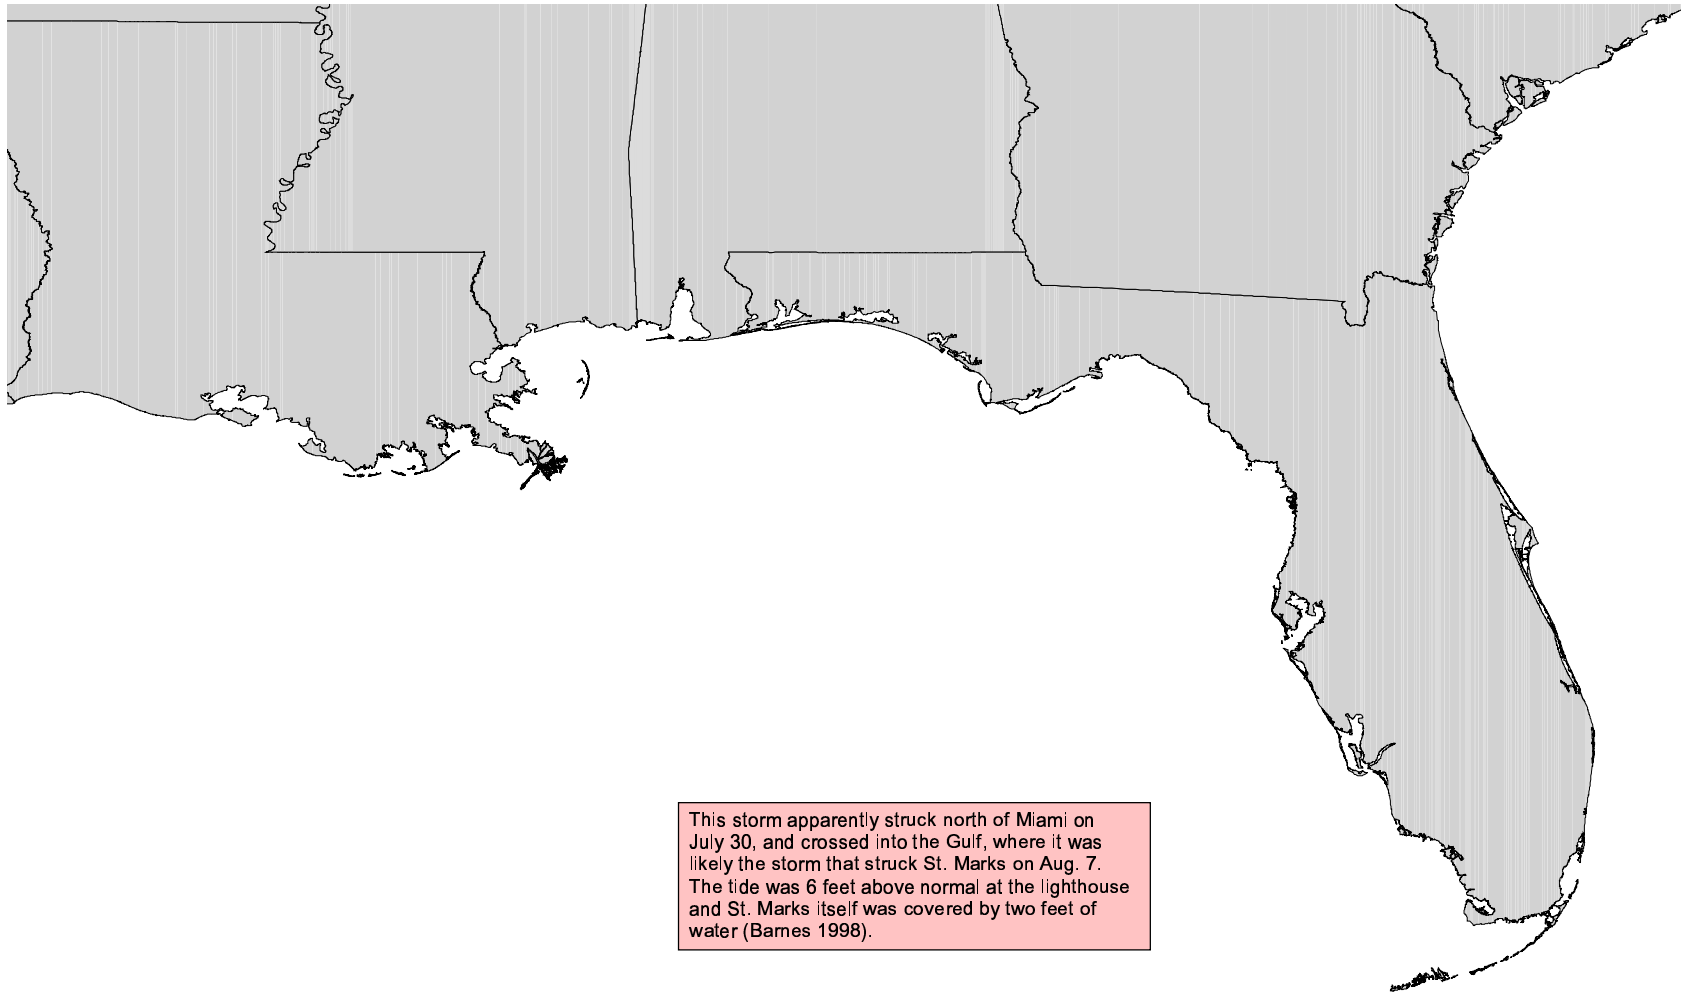 This storm apparently struck north of Miami on
July 30, and crossed into the Gulf, where it was
likely the storm that struck St. Marks on Aug. 7.
The tide was 6 feet above normal at the lighthouse
and St. Marks itself was covered by two feet of
water (Barnes 1998).